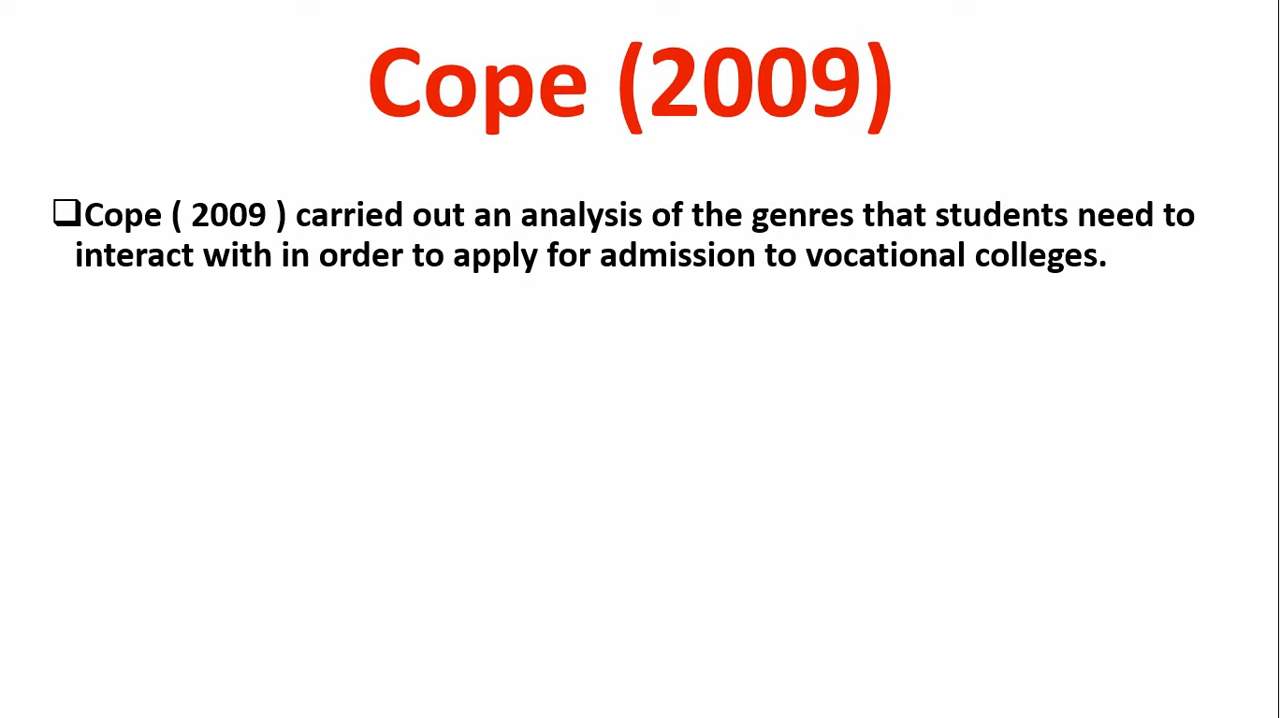 Cope (2009)
❑Cope ( 2009 ) carried out an analysis of the genres that students need to
interact with in order to apply for admission to vocational colleges.